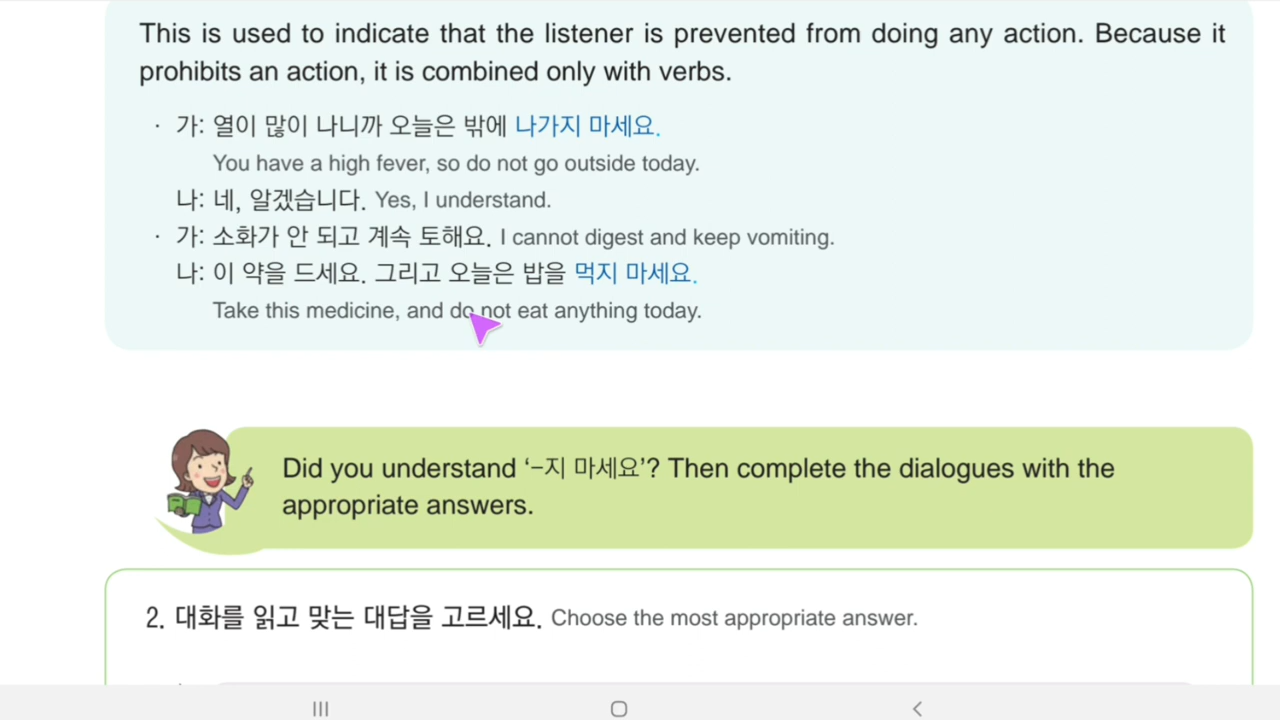 This is used to indicate that the listener is prevented from doing any action. Because it
prohibits an action, it is combined only with verbs.
· 가: 열이 많이 나니까 오늘은 밖에 나가지 마세요.
You have a high fever, so do not go outside today.
나: 네, 알겠습니다. Yes, I understand.
· 가: 소화가 안 되고 계속 토해요. I cannot digest and keep vomiting.
나: 이 약을 드세요. 그리고 오늘은 밥을 먹지 마세요.
Take this medicine, and do not eat anything today.
Did you understand ‘–지 마세요’? Then complete the dialogues with the
appropriate answers.
2. 대화를 읽고 맞는 대답을 고르세요. Choose the most appropriate answer.